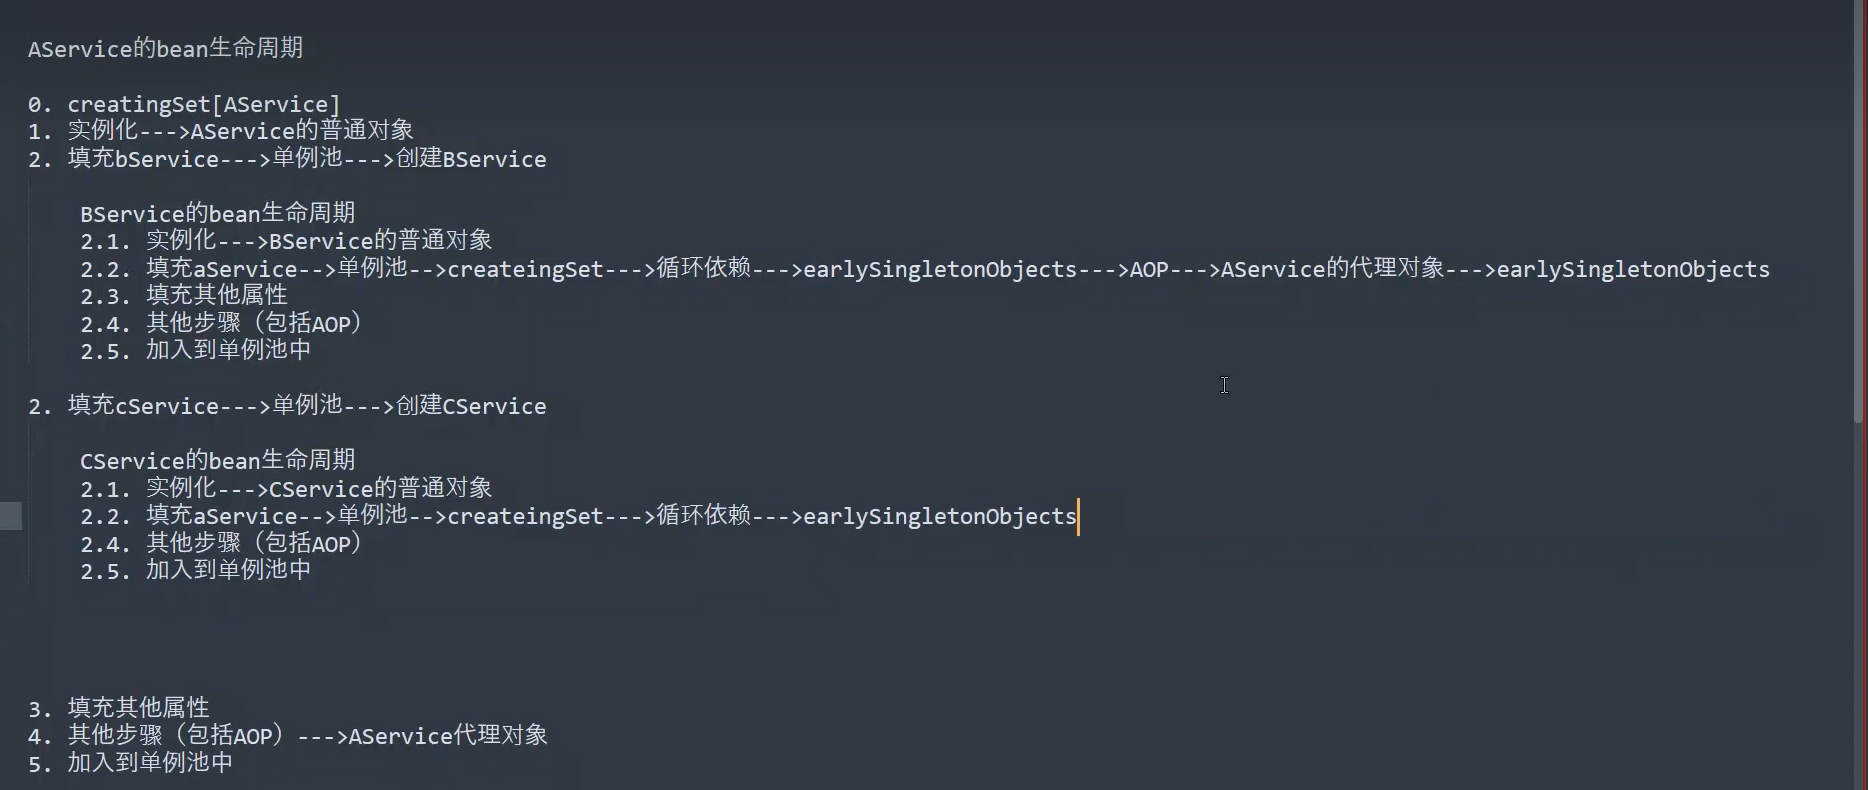 AService的bean生命周期
0. creatingSet[AService]
1. 实例化--->AService的普通对象
2. 填充bService--->单例池--->创建BService
BService的bean生命周期
2.1. 实例化--->BService的普通对象
2.2. 填充aService-->单例池-->createingSet--->循环依赖--->earlySingletonObjects--->AOP--->AService的代理对象--->earlySingletonObjects
2.3. 填充其他属性
2.4. 其他步骤（包括AOP）
2.5. 加入到单例池中
2. 填充cService--->单例池--->创建CService
CService的bean生命周期
2.1. 实例化--->CService的普通对象
2.2. 填充aService-->单例池-->createingSet--->循环依赖--->earlySingletonObjects
2.4. 其他步骤（包括AOP）
2.5. 加入到单例池中
3. 填充其他属性
4. 其他步骤（包括AOP）--->AService代理对象
5. 加入到单例池中